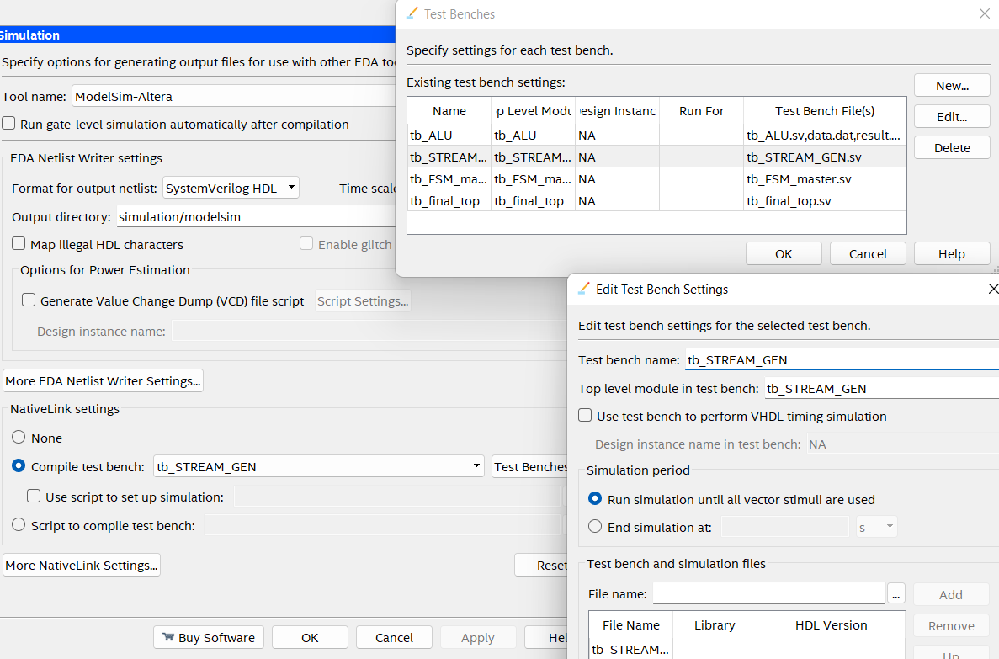 Simulation
Specify options for generating output files for use with other EDA too
Tool name: ModelSim-Altera
Run gate-level simulation automatically after compilation
EDA Netlist Writer settings
Format for output netlist: SystemVerilog HDL Time scale
Output directory: simulation/modelsim
Map illegal HDL characters Enable glitch
Options for Power Estimation
Generate Value Change Dump (VCD) file script Script Settings...
Design instance name:
More EDA Netlist Writer Settings...
NativeLink settings
None
Compile test bench: tb_STREAM_GEN Test Benches
Use script to set up simulation:
Script to compile test bench:
More NativeLink Settings... Reset
Buy Software OK Cancel Apply Hel
Test Benches
Specify settings for each test bench.
Existing test bench settings:
Name p Level Modu esign Instanc Run For Test Bench File(s)
tb_ALU tb_ALU NA tb_ALU.sv,data.dat,result....
tb_STREAM... tb_STREAM... NA tb_STREAM_GEN.sv
tb_FSM_ma... tb_FSM_ma... NA tb_FSM_master.sv
tb_final_top tb_final_top NA tb_final_top.sv
New...
Edit...
Delete
OK Cancel Help
Edit Test Bench Settings
Edit test bench settings for the selected test bench.
Test bench name: tb_STREAM_GEN
Top level module in test bench: tb_STREAM_GEN
Use test bench to perform VHDL timing simulation
Design instance name in test bench: NA
Simulation period
Run simulation until all vector stimuli are used
End simulation at: s
Test bench and simulation files
File name: ... Add
File Name Library HDL Version Remove
tb_STREAM... Up